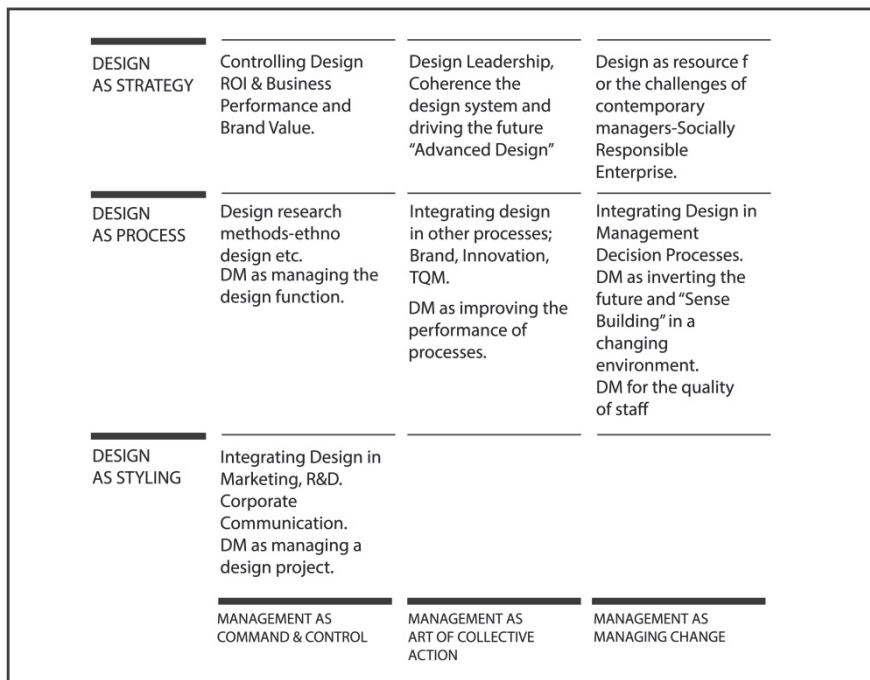 DESIGN
AS STRATEGY
Controlling Design
ROI & Business
Performance and
Brand Value.
Design Leadership,
Coherence the
design system and
driving the future
“Advanced Design”
Design as resource f
or the challenges of
contemporary
managers-Socially
Responsible
Enterprise.
DESIGN
AS PROCESS
Design research
methods-ethno
design etc.
DM as managing the
design function.
Integrating design
in other processes;
Brand, Innovation,
TQM.
DM as improving the
performance of
processes.
Integrating Design in
Management
Decision Processes.
DM as inverting the
future and “Sense
Building” in a
changing
environment.
DM for the quality
of staff
DESIGN
AS STYLING
Integrating Design in
Marketing, R&D.
Corporate
Communication.
DM as managing a
design project.
MANAGEMENT AS
COMMAND & CONTROL
MANAGEMENT AS
ART OF COLLECTIVE
ACTION
MANAGEMENT AS
MANAGING CHANGE